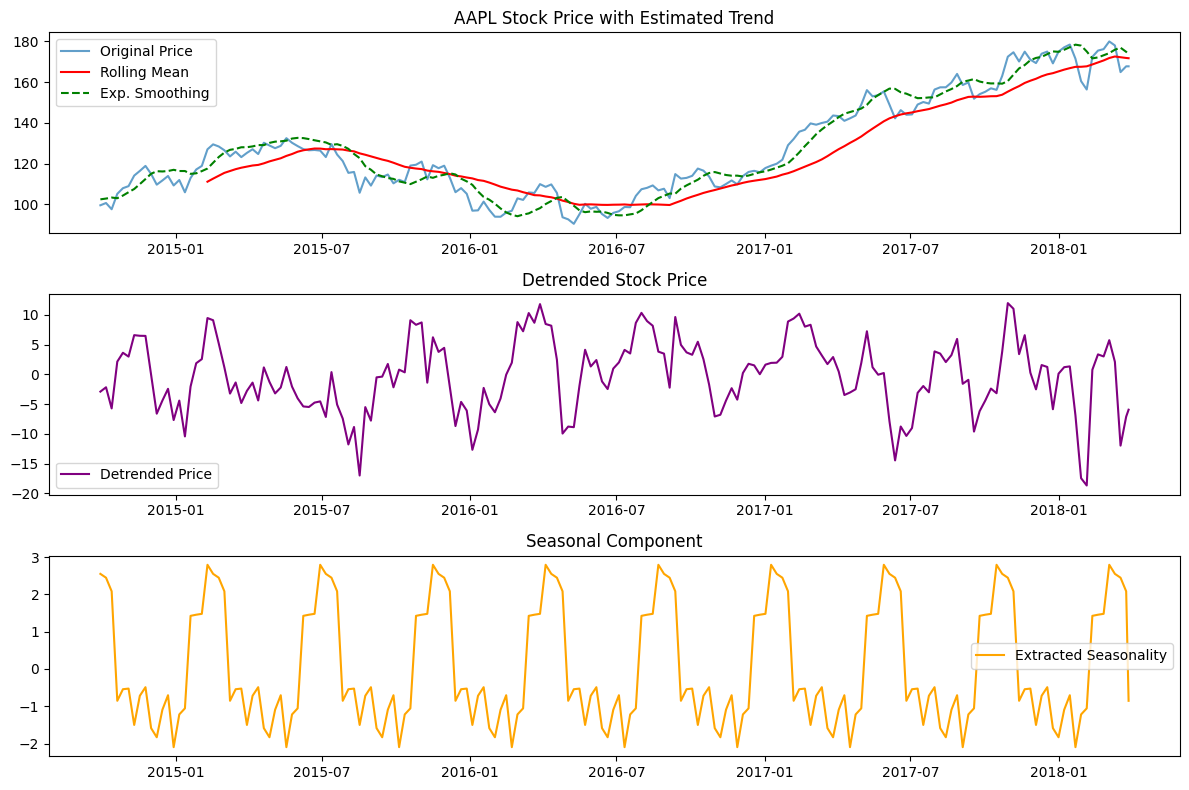 AAPL Stock Price with Estimated Trend
180
160
140
120
100
Original Price
Rolling Mean
Exp. Smoothing
2015-01 2015-07 2016-01 2016-07 2017-01 2017-07 2018-01
Detrended Stock Price
10
5
0
−5
−10
−15
−20
Detrended Price
2015-01 2015-07 2016-01 2016-07 2017-01 2017-07 2018-01
Seasonal Component
3
2
1
0
−1
−2
Extracted Seasonality
2015-01 2015-07 2016-01 2016-07 2017-01 2017-07 2018-01